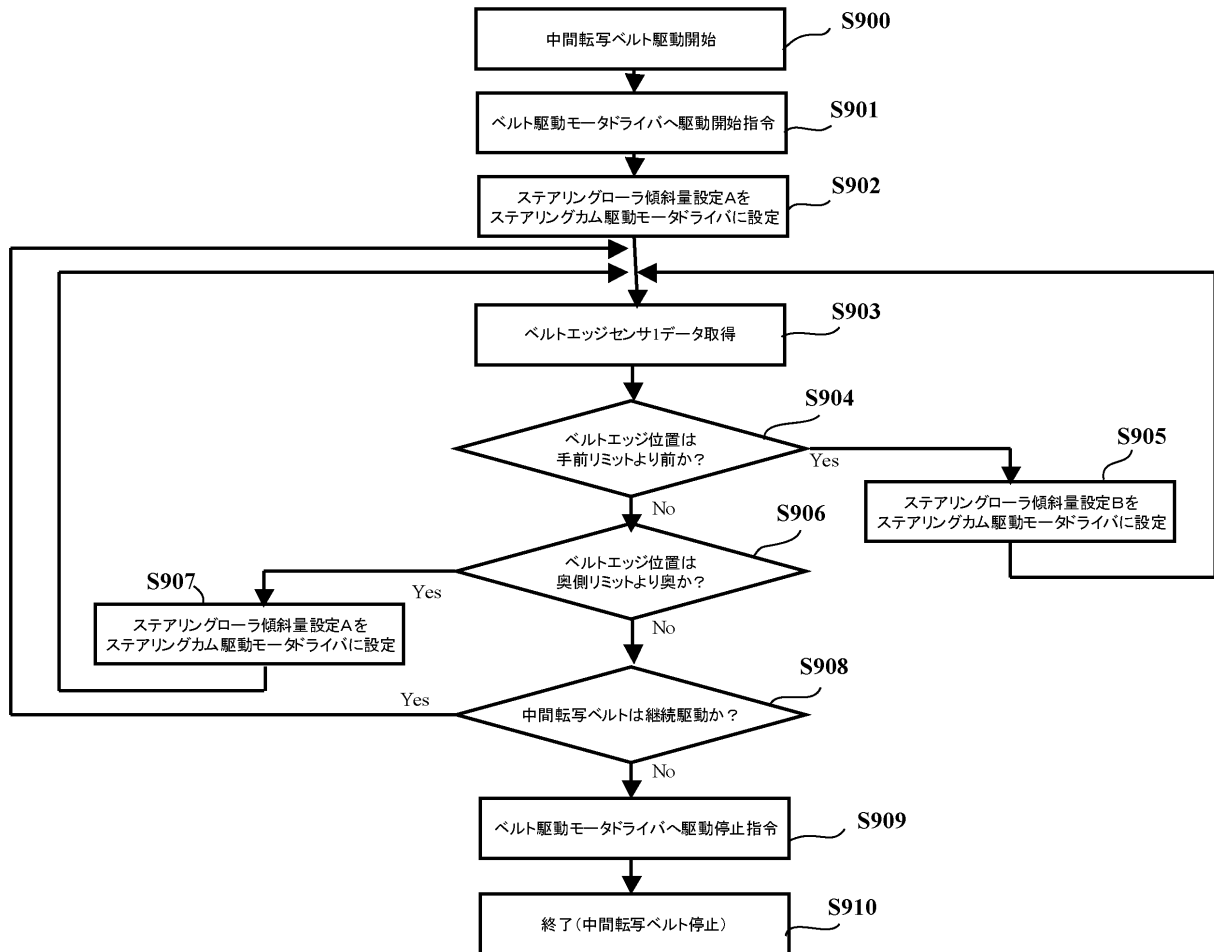 S900
中間転写ベルト駆動開始
S901
ベルト駆動モータドライバへ駆動開始指令
S902
ステアリングローラ傾斜量設定Aを
ステアリングカム駆動モータドライバに設定
S903
ベルトエッジセンサ1データ取得
S904
ベルトエッジ位置は
手前リミットより前か?
Yes
No
S905
ステアリングローラ傾斜量設定Bを
ステアリングカム駆動モータドライバに設定
S906
ベルトエッジ位置は
奥側リミットより奥か?
Yes
No
S907
ステアリングローラ傾斜量設定Aを
ステアリングカム駆動モータドライバに設定
S908
中間転写ベルトは継続駆動か?
Yes
No
S909
ベルト駆動モータドライバへ駆動停止指令
S910
終了(中間転写ベルト停止)